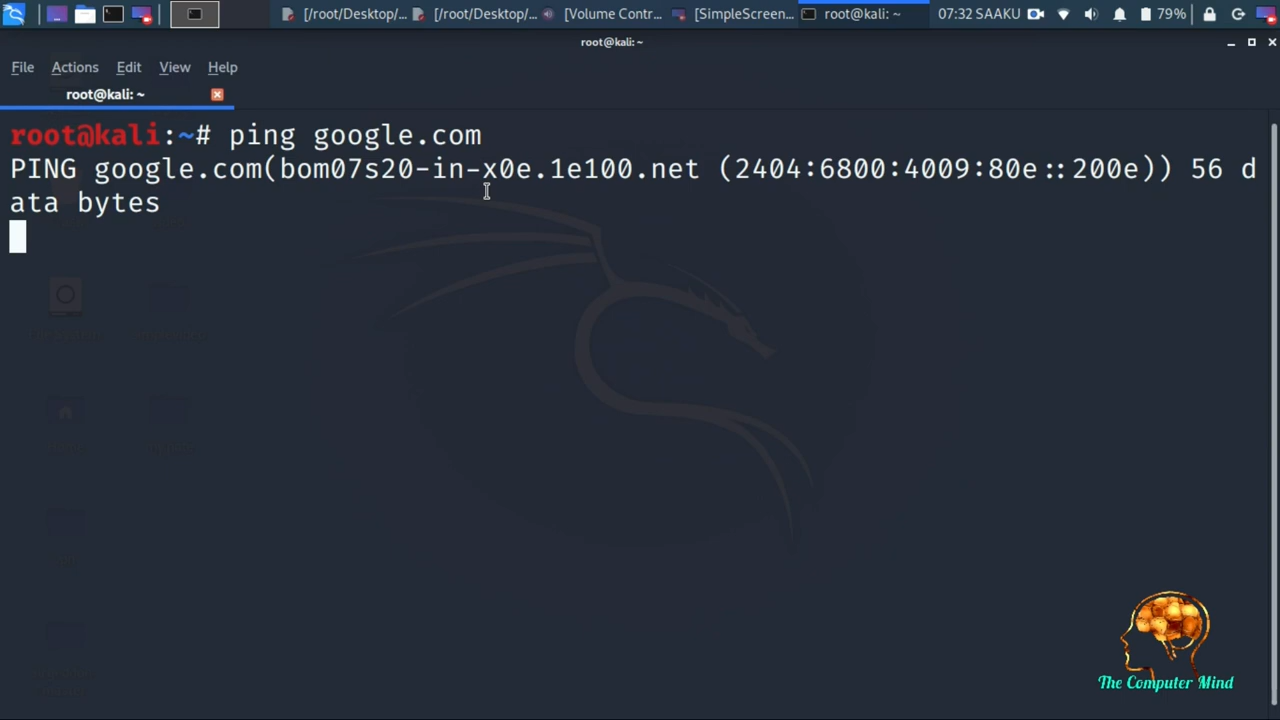 [/root/Desktop/... [/root/Desktop/... [Volume Contr... [SimpleScreen... root@kali: ~ 07:32 SAAKU 79%
root@kali: ~
File Actions Edit View Help
root@kali: ~
root@kali:~# ping google.com
PING google.com(bom07s20-in-x0e.1e100.net (2404:6800:4009:80e::200e)) 56 d
ata bytes
The Computer Mind